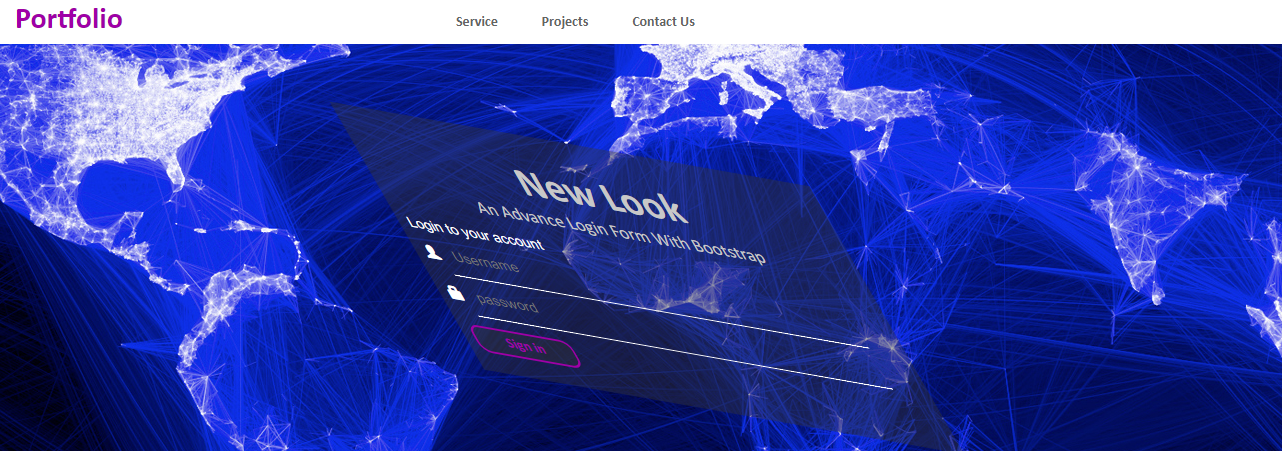 Portfolio
Service Projects Contact Us
New Look
An Advance Login Form With Bootstrap
Login to your account
Username
password
Sign in